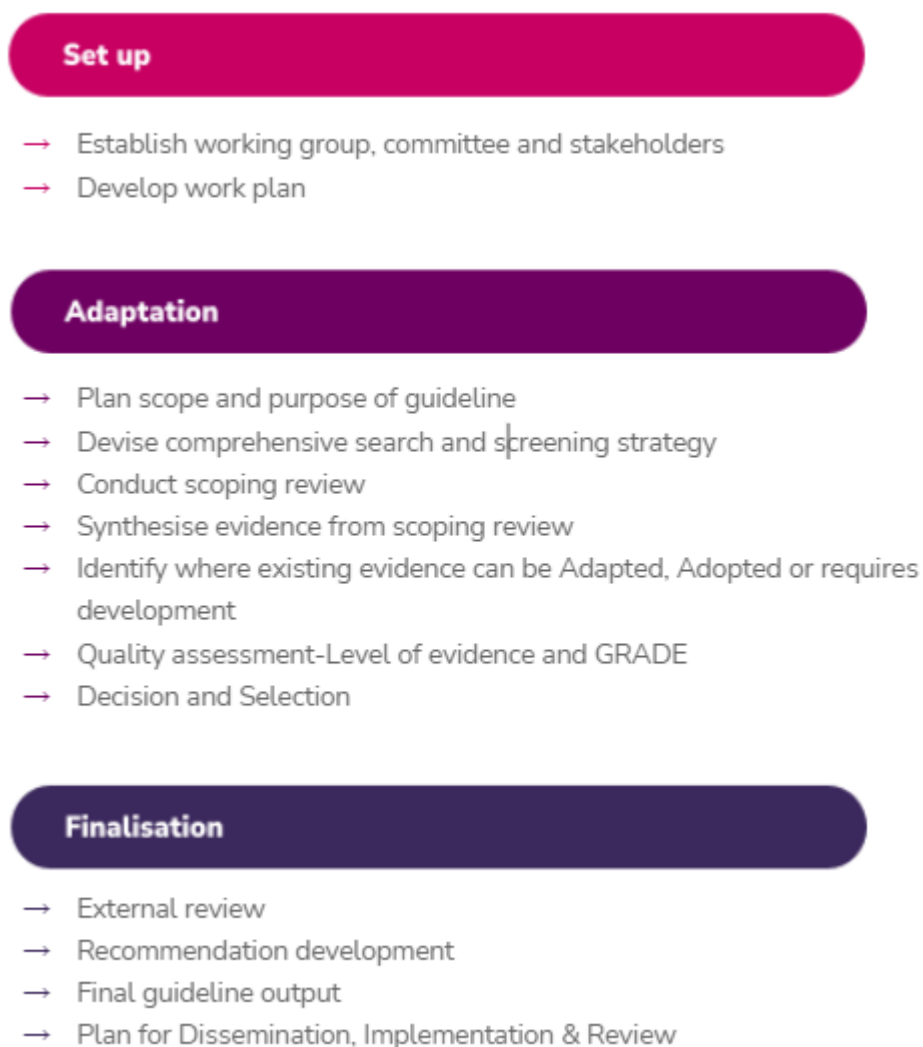 Set up
→ Establish working group, committee and stakeholders
→ Develop work plan
Adaptation
→ Plan scope and purpose of guideline
→ Devise comprehensive search and screening strategy
→ Conduct scoping review
→ Synthesise evidence from scoping review
→ Identify where existing evidence can be Adapted, Adopted or requires
development
→ Quality assessment-Level of evidence and GRADE
→ Decision and Selection
Finalisation
→ External review
→ Recommendation development
→ Final guideline output
→ Plan for Dissemination, Implementation & Review